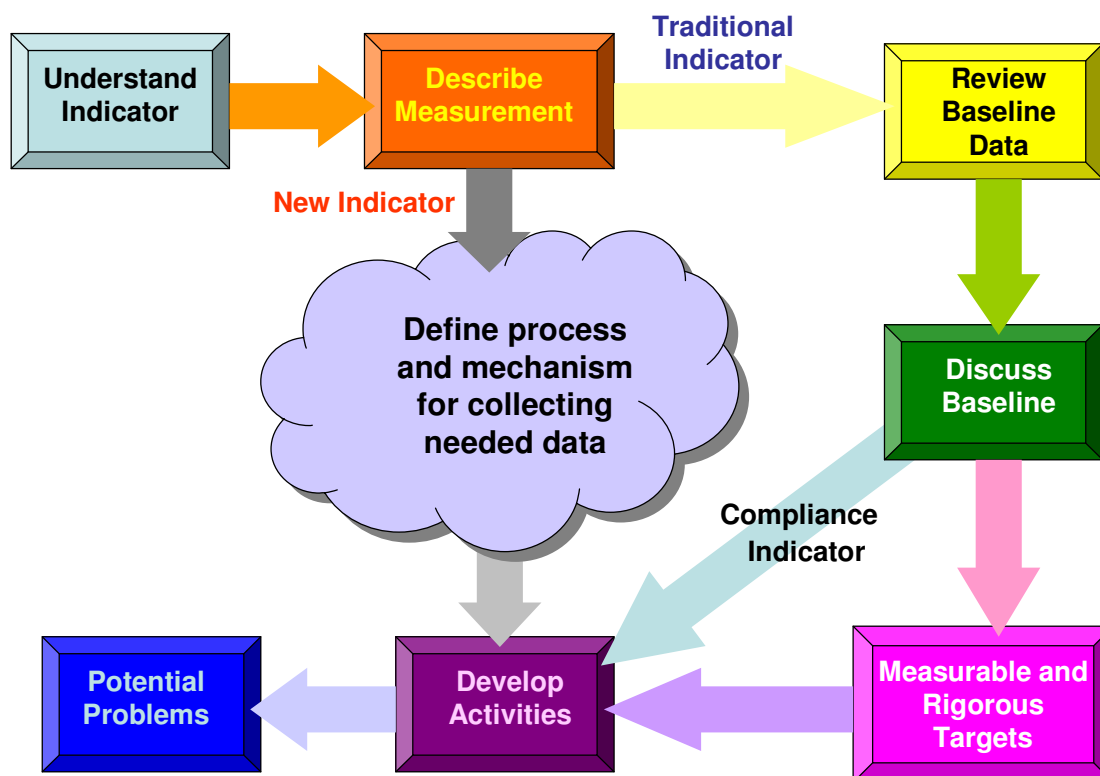 Understand
Indicator
Describe
Measurement
Traditional
Indicator
Review
Baseline
Data
New Indicator
Define process
and mechanism
for collecting
needed data
Discuss
Baseline
Compliance
Indicator
Potential
Problems
Develop
Activities
Measurable and
Rigorous
Targets